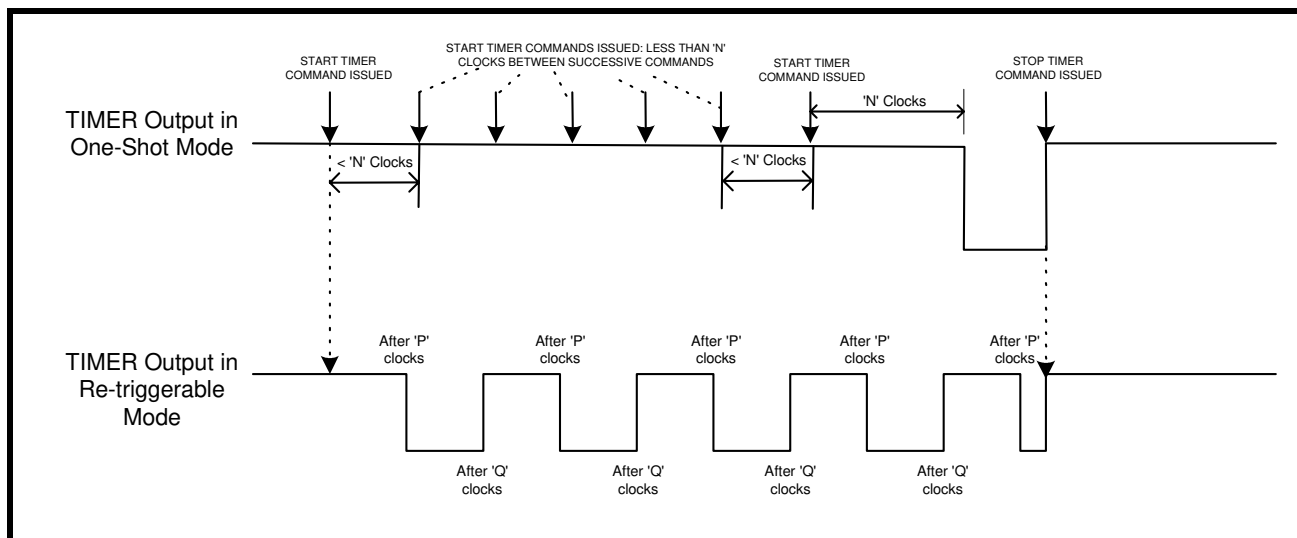 START TIMER
COMMAND ISSUED
START TIMER COMMANDS ISSUED: LESS THAN 'N'
CLOCKS BETWEEN SUCCESSIVE COMMANDS
START TIMER
COMMAND ISSUED
STOP TIMER
COMMAND ISSUED
'N' Clocks
TIMER Output in
One-Shot Mode
< 'N' Clocks
< 'N' Clocks
After 'P'
clocks
After 'P'
clocks
After 'P'
clocks
After 'P'
clocks
After 'P'
clocks
TIMER Output in
Re-triggerable
Mode
After 'Q'
clocks
After 'Q'
clocks
After 'Q'
clocks
After 'Q'
clocks